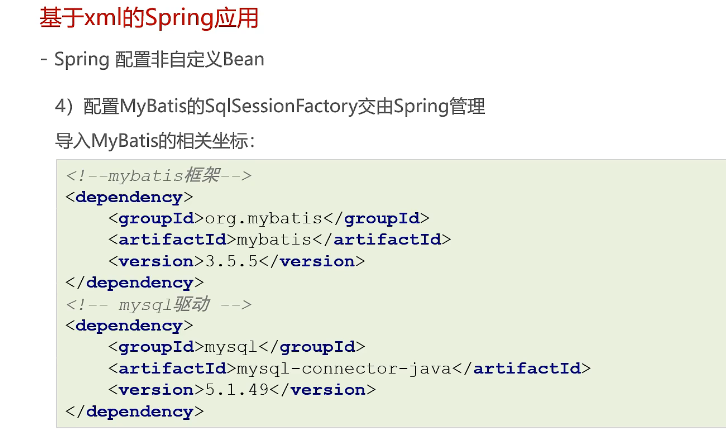 基于xml的Spring应用
- Spring 配置非自定义Bean
4）配置MyBatis的SqlSessionFactory交由Spring管理
导入MyBatis的相关坐标：
<!--mybatis框架-->
<dependency>
    <groupId>org.mybatis</groupId>
    <artifactId>mybatis</artifactId>
    <version>3.5.5</version>
</dependency>
<!-- mysql驱动 -->
<dependency>
    <groupId>mysql</groupId>
    <artifactId>mysql-connector-java</artifactId>
    <version>5.1.49</version>
</dependency>